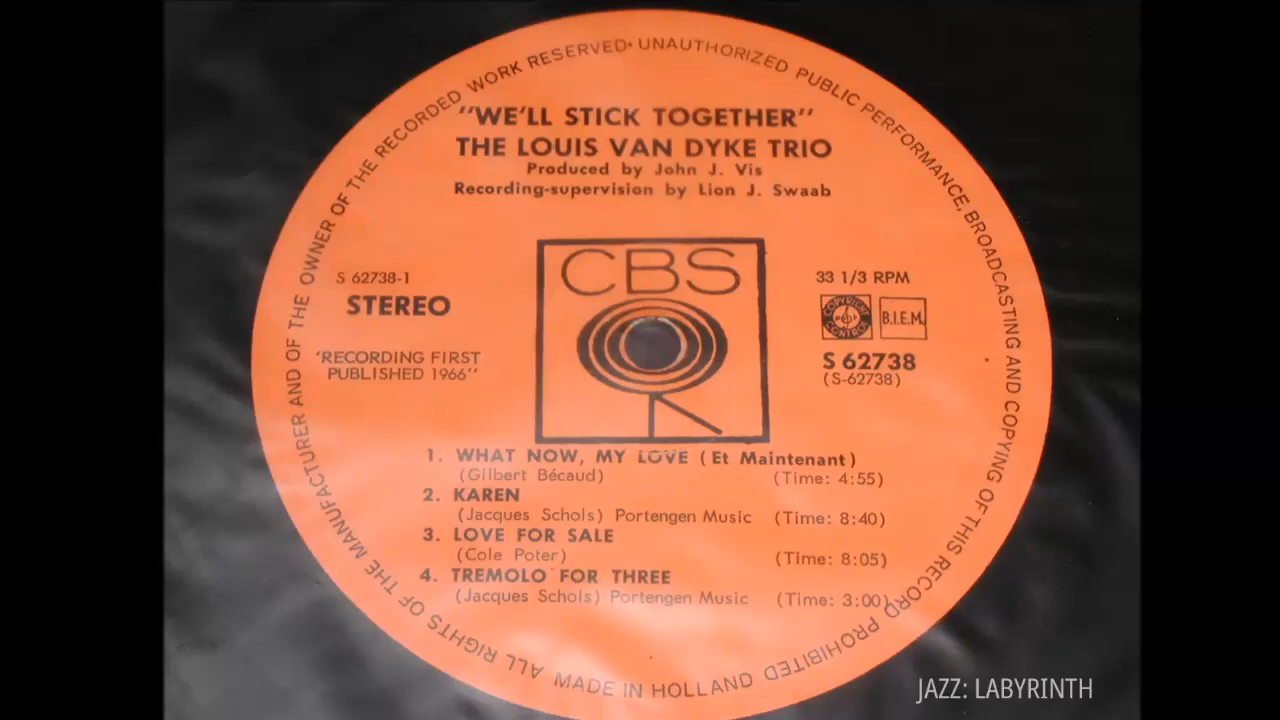 ALL RIGHTS OF THE MANUFACTURER AND OF THE OWNER OF THE RECORDED WORK RESERVED• UNAUTHORIZED PUBLIC PERFORMANCE, BROADCASTING AND COPYING OF THIS RECORD PROHIBITED
"WE'LL STICK TOGETHER"
THE LOUIS VAN DYKE TRIO
Produced by John J. Vis
Recording-supervision by Lion J. Swaab
CBS
S 62738-1
STEREO
'RECORDING FIRST
PUBLISHED 1966"
33 1/3 RPM
COPYRIGHT CONTROL
B.I.E.M.
S 62738
(S-62738)
1. WHAT NOW, MY LOVE (Et Maintenant)
(Gilbert Bécaud) (Time: 4:55)
2. KAREN
(Jacques Schols) Portengen Music (Time: 8:40)
3. LOVE FOR SALE
(Cole Poter) (Time: 8:05)
4. TREMOLO FOR THREE
(Jacques Schols) Portengen Music (Time: 3:00)
MADE IN HOLLAND
JAZZ: LABYRINTH